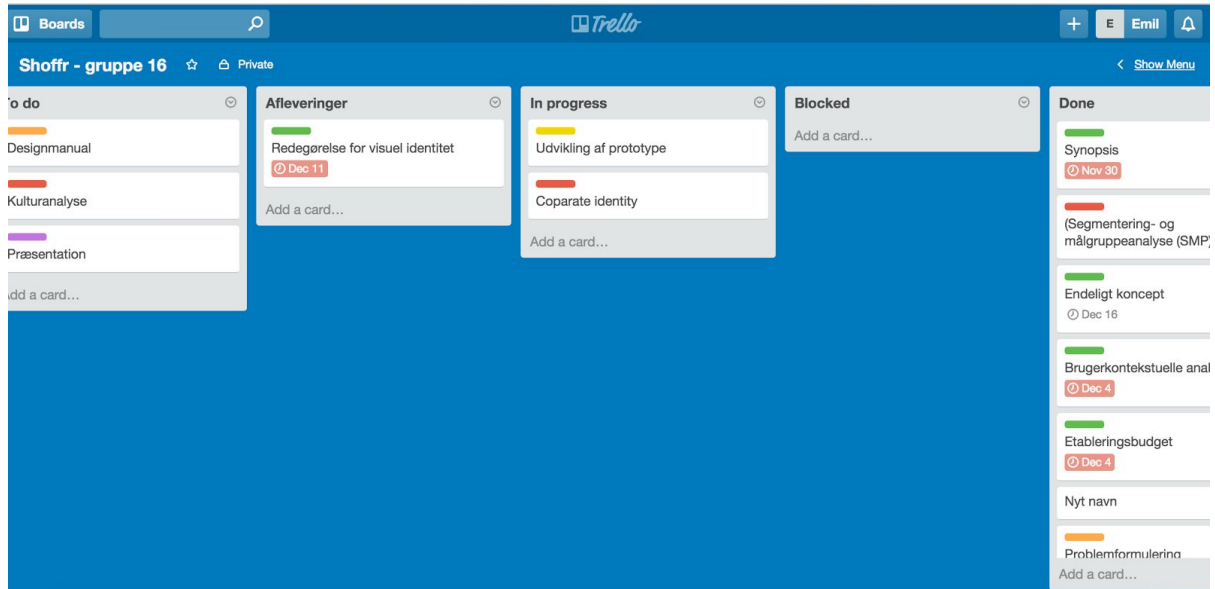 Boards
Trello
E Emil
Shoffr - gruppe 16
Private
Show Menu
To do
Designmanual
Kulturanalyse
Præsentation
Add a card...
Afleveringer
Redegørelse for visuel identitet
Dec 11
Add a card...
In progress
Udvikling af prototype
Coparate identity
Add a card...
Blocked
Add a card...
Done
Synopsis
Nov 30
(Segmentering- og
målgruppeanalyse (SMP)
Endeligt koncept
Dec 16
Brugerkontekstuelle anal
Dec 4
Etableringsbudget
Dec 4
Nyt navn
Problemformulering
Add a card...